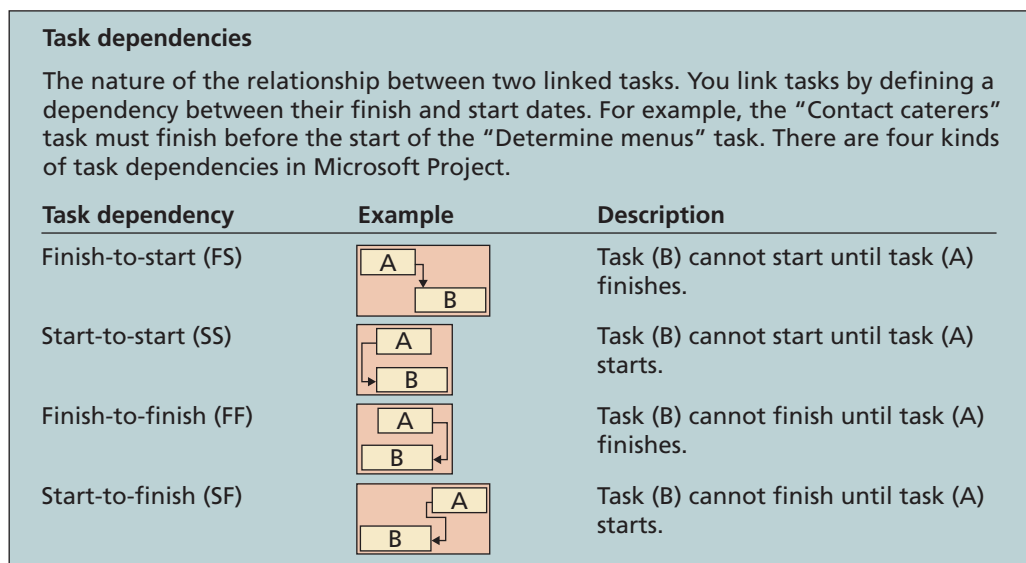 Task dependencies
The nature of the relationship between two linked tasks. You link tasks by defining a
dependency between their finish and start dates. For example, the “Contact caterers”
task must finish before the start of the “Determine menus” task. There are four kinds
of task dependencies in Microsoft Project.
Task dependency Example Description
Finish-to-start (FS) A B Task (B) cannot start until task (A)
finishes.
Start-to-start (SS) A B Task (B) cannot start until task (A)
starts.
Finish-to-finish (FF) A B Task (B) cannot finish until task (A)
finishes.
Start-to-finish (SF) A B Task (B) cannot finish until task (A)
starts.